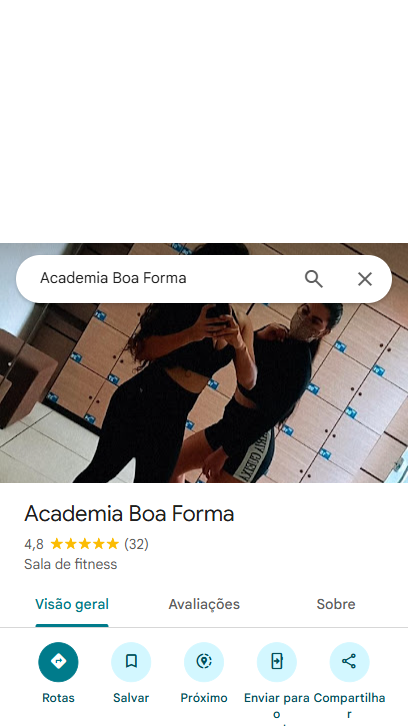 Academia Boa Forma
Academia Boa Forma
4,8 ★★★★★ (32)
Sala de fitness
Visão geral
Avaliações
Sobre
Rotas
Salvar
Próximo
Enviar para o
Compartilhar